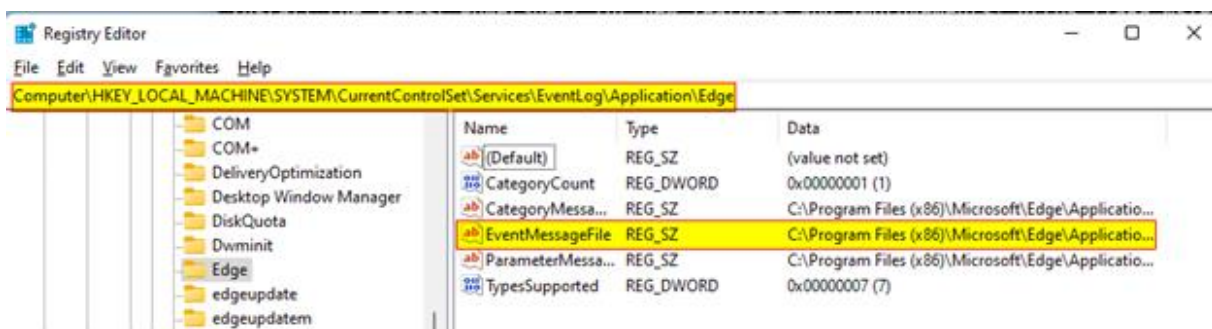 Registry Editor
File Edit View Favorites Help
Computer\HKEY_LOCAL_MACHINE\SYSTEM\CurrentControlSet\Services\EventLog\Application\Edge
COM
COM+
DeliveryOptimization
Desktop Window Manager
DiskQuota
Dwminit
Edge
edgeupdate
edgeupdatem
Name Type Data
(Default) REG_SZ (value not set)
CategoryCount REG_DWORD 0x00000001 (1)
CategoryMessa... REG_SZ C:\Program Files (x86)\Microsoft\Edge\Applicatio...
EventMessageFile REG_SZ C:\Program Files (x86)\Microsoft\Edge\Applicatio...
ParameterMessa... REG_SZ C:\Program Files (x86)\Microsoft\Edge\Applicatio...
TypesSupported REG_DWORD 0x00000007 (7)